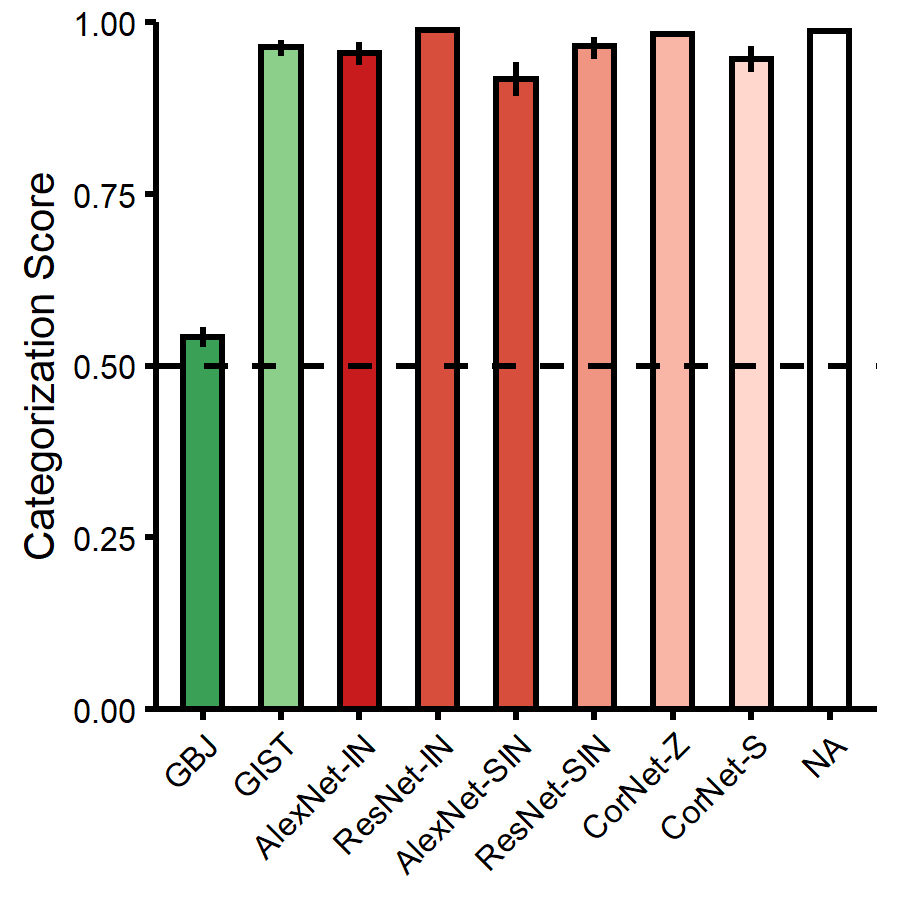 Categorization Score
1.00
0.75
0.50
0.25
0.00
GBJ
GIST
AlexNet-IN
ResNet-IN
AlexNet-SIN
ResNet-SIN
CorNet-Z
CorNet-S
NA